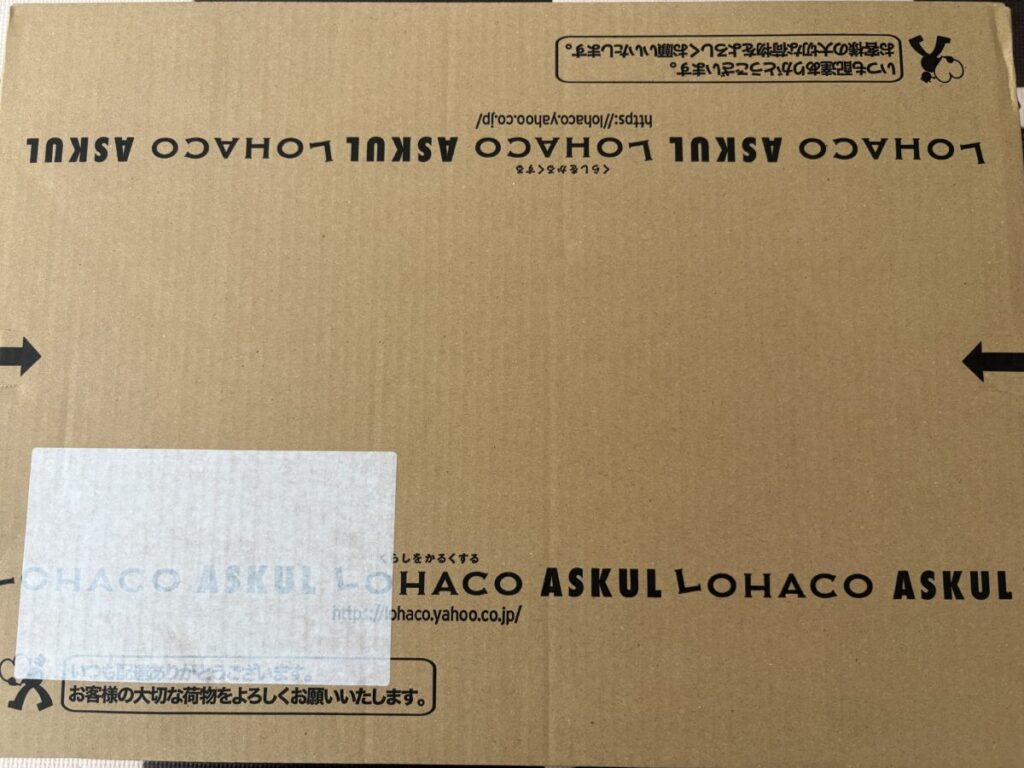 いつも配達ありがとうございます。
お客様の大切な荷物をよろしくお願いいたします。
https://lohaco.yahoo.co.jp/
LOHACO ASKUL LOHACO ASKUL LOHACO ASKUL
くらしをかるくする
くらしをかるくする
LOHACO ASKUL LOHACO ASKUL LOHACO ASKUL
https://lohaco.yahoo.co.jp/
いつも配達ありがとうございます。
お客様の大切な荷物をよろしくお願いいたします。